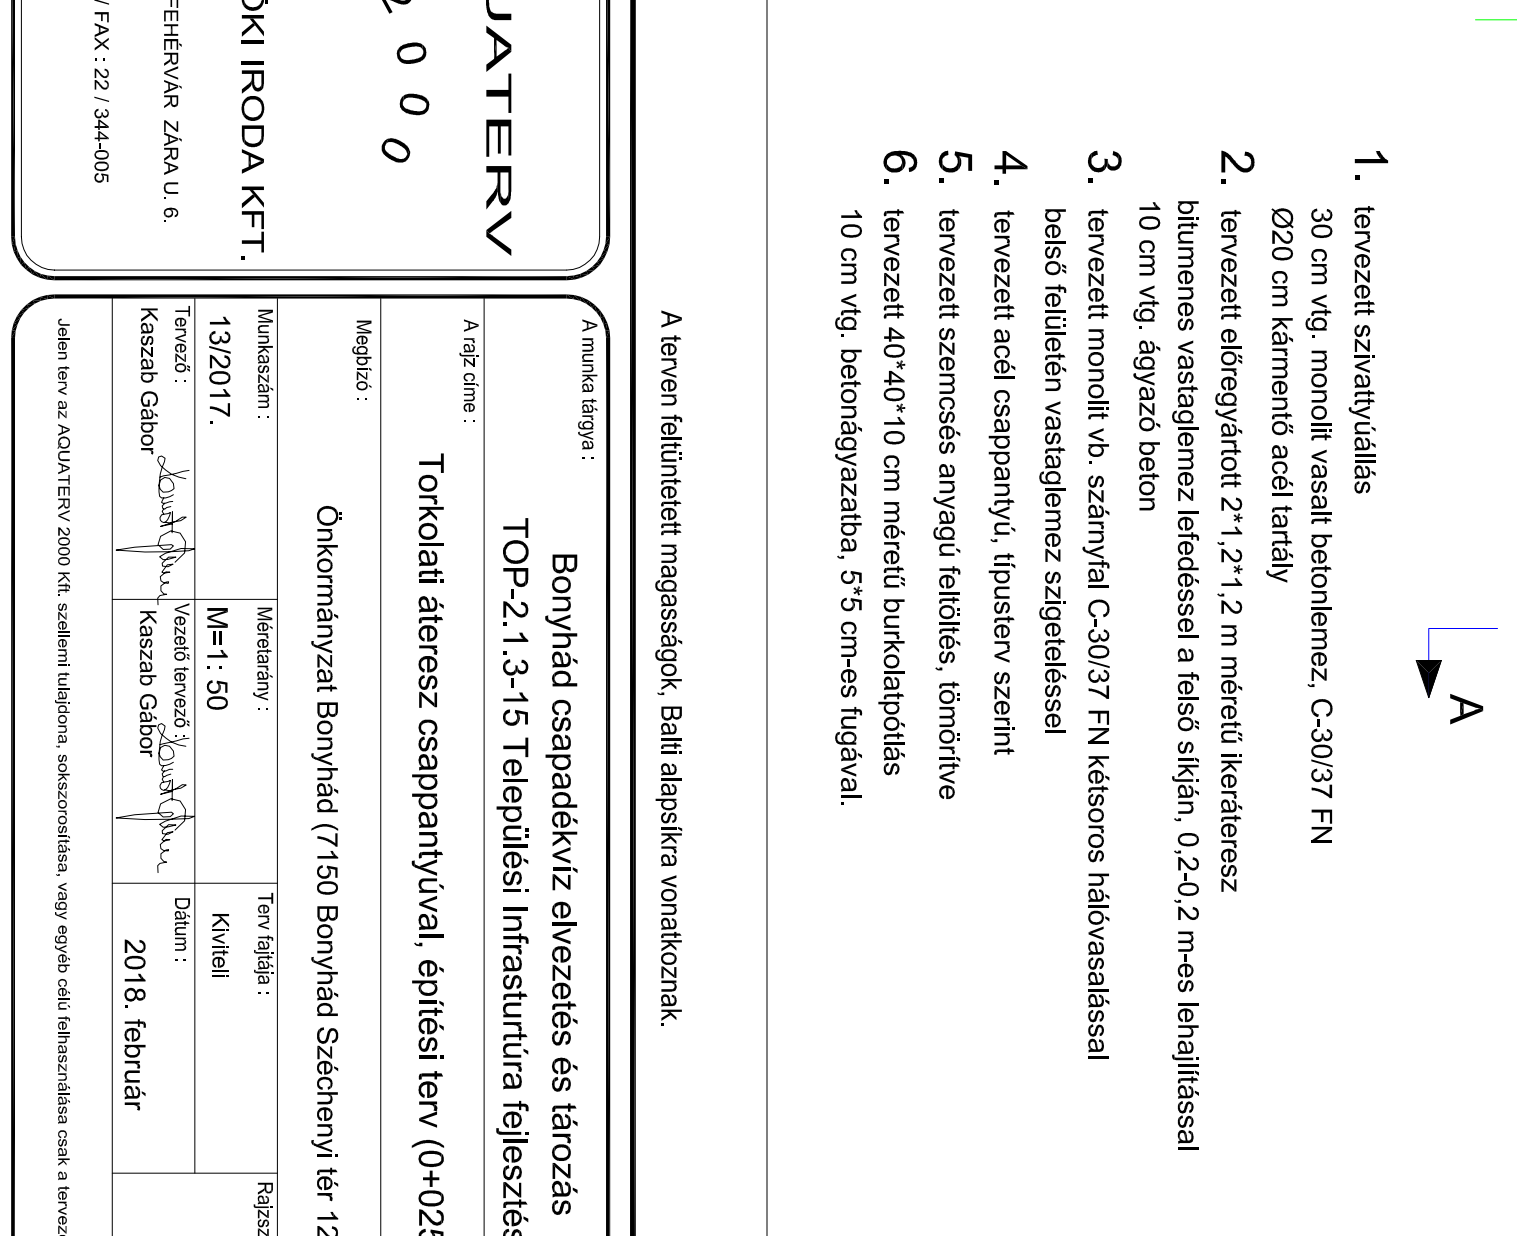 A
1. tervezett szivattyúállás
30 cm vtg. monolit vasalt betonlemez, C-30/37 FN
Ø20 cm kármentő acél tartály
2. tervezett előregyártott 2*1,2*1,2 m méretű ikeráteresz
bitumenes vastaglemez lefedéssel a felső síkján, 0,2-0,2 m-es lehajlítással
10 cm vtg. ágyazó beton
3. tervezett monolit vb. szárnyfal C-30/37 FN kétsoros hálóvasalással
belső felületén vastaglemez szigeteléssel
4. tervezett acél csappantyú, típusterv szerint
5. tervezett szemcsés anyagú feltöltés, tömörítve
6. tervezett 40*40*10 cm méretű burkolatpótlás
10 cm vtg. betonágyazatba, 5*5 cm-es fugával.
A terven feltüntetett magasságok, Balti alapsíkra vonatkoznak.
UATERV
2 0 0 0
ÖKI IRODA KFT.
FEHÉRVÁR ZÁRA U. 6.
/ FAX : 22 / 344-005
A munka tárgya :
Bonyhád csapadékvíz elvezetés és tározás
TOP-2.1.3-15 Települési Infrasturtúra fejlesztés
A rajz címe :
Torkolati áteresz csappantyúval, építési terv (0+025
Megbízó :
Önkormányzat Bonyhád (7150 Bonyhád Széchenyi tér 12
Munkaszám :
13/2017.
Méretarány :
M=1: 50
Terv fajtája :
Kiviteli
Rajzsz
Tervező :
Kaszab Gábor
Vezető tervező :
Kaszab Gábor
Dátum :
2018. február
Jelen terv az AQUATERV 2000 Kft. szellemi tulajdona, sokszorosítása, vagy egyéb célú felhasználása csak a tervező